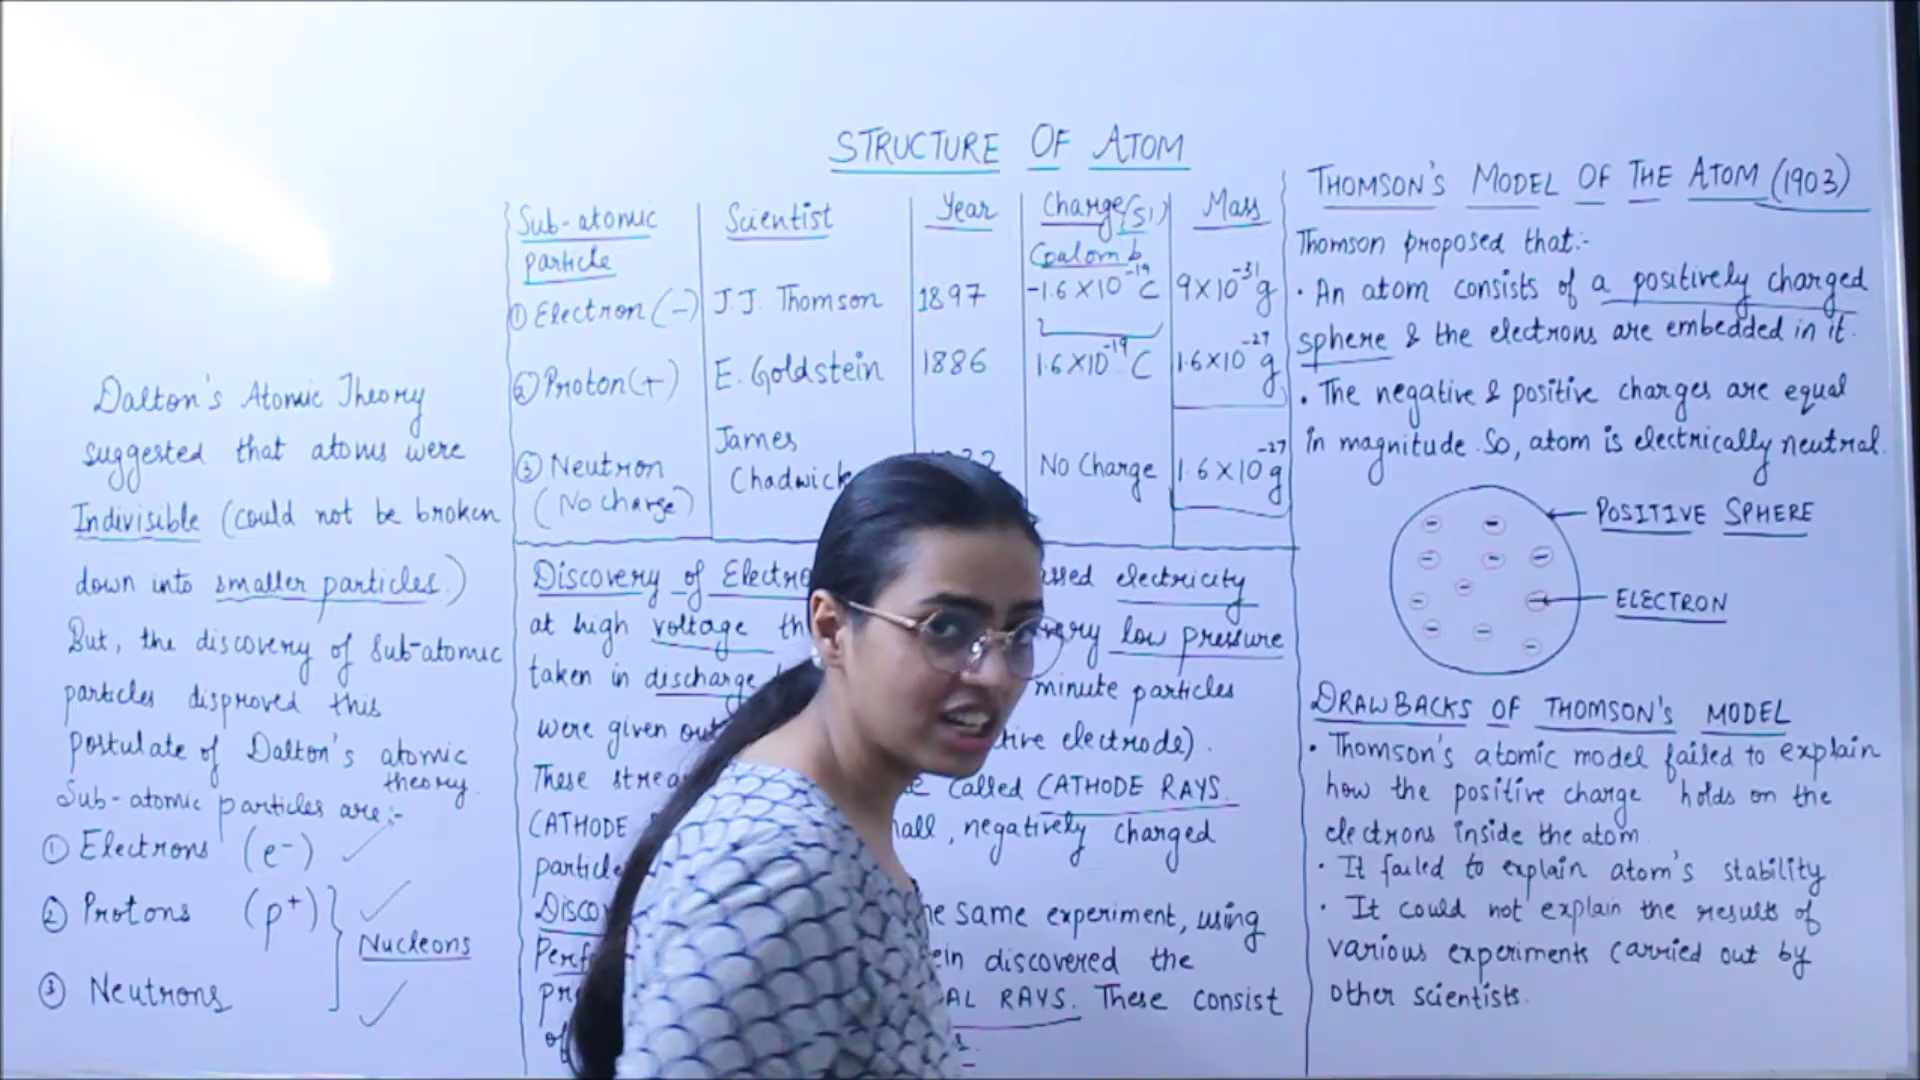 STRUCTURE OF ATOM
Dalton's Atomic Theory
suggested that atoms were
Indivisible (could not be broken
down into smaller particles.)
But, the discovery of Sub-atomic
particles disproved this
postulate of Dalton's atomic
theory.
Sub-atomic particles are:-
① Electrons (e-)
② Protons (p+)
Nucleons
③ Neutrons
Sub-atomic particle Scientist Year Charge (SI) Coalomb Mass
① Electron (-) J.J. Thomson 1897 -1.6×10⁻¹⁹ C 9×10⁻³¹ g
② Proton (+) E. Goldstein 1886 1.6×10⁻¹⁹ C 1.6×10⁻²⁷ g
③ Neutron (No charge) James Chadwick No Charge 1.6×10⁻²⁷ g
Discovery of electricity
at high voltage very low pressure
taken in discharge minute particles
were given out electrode).
These called CATHODE RAYS.
CATHODE negatively charged
same experiment, using
discovered the
RAYS. These consist
of
THOMSON'S MODEL OF THE ATOM (1903)
Thomson proposed that:-
· An atom consists of a positively charged
sphere & the electrons are embedded in it.
· The negative & positive charges are equal
in magnitude. So, atom is electrically neutral.
POSITIVE SPHERE
ELECTRON
DRAWBACKS OF THOMSON'S MODEL
· Thomson's atomic model failed to explain
how the positive charge holds on the
electrons inside the atom
· It failed to explain atom's stability
· It could not explain the results of
various experiments carried out by
other scientists.